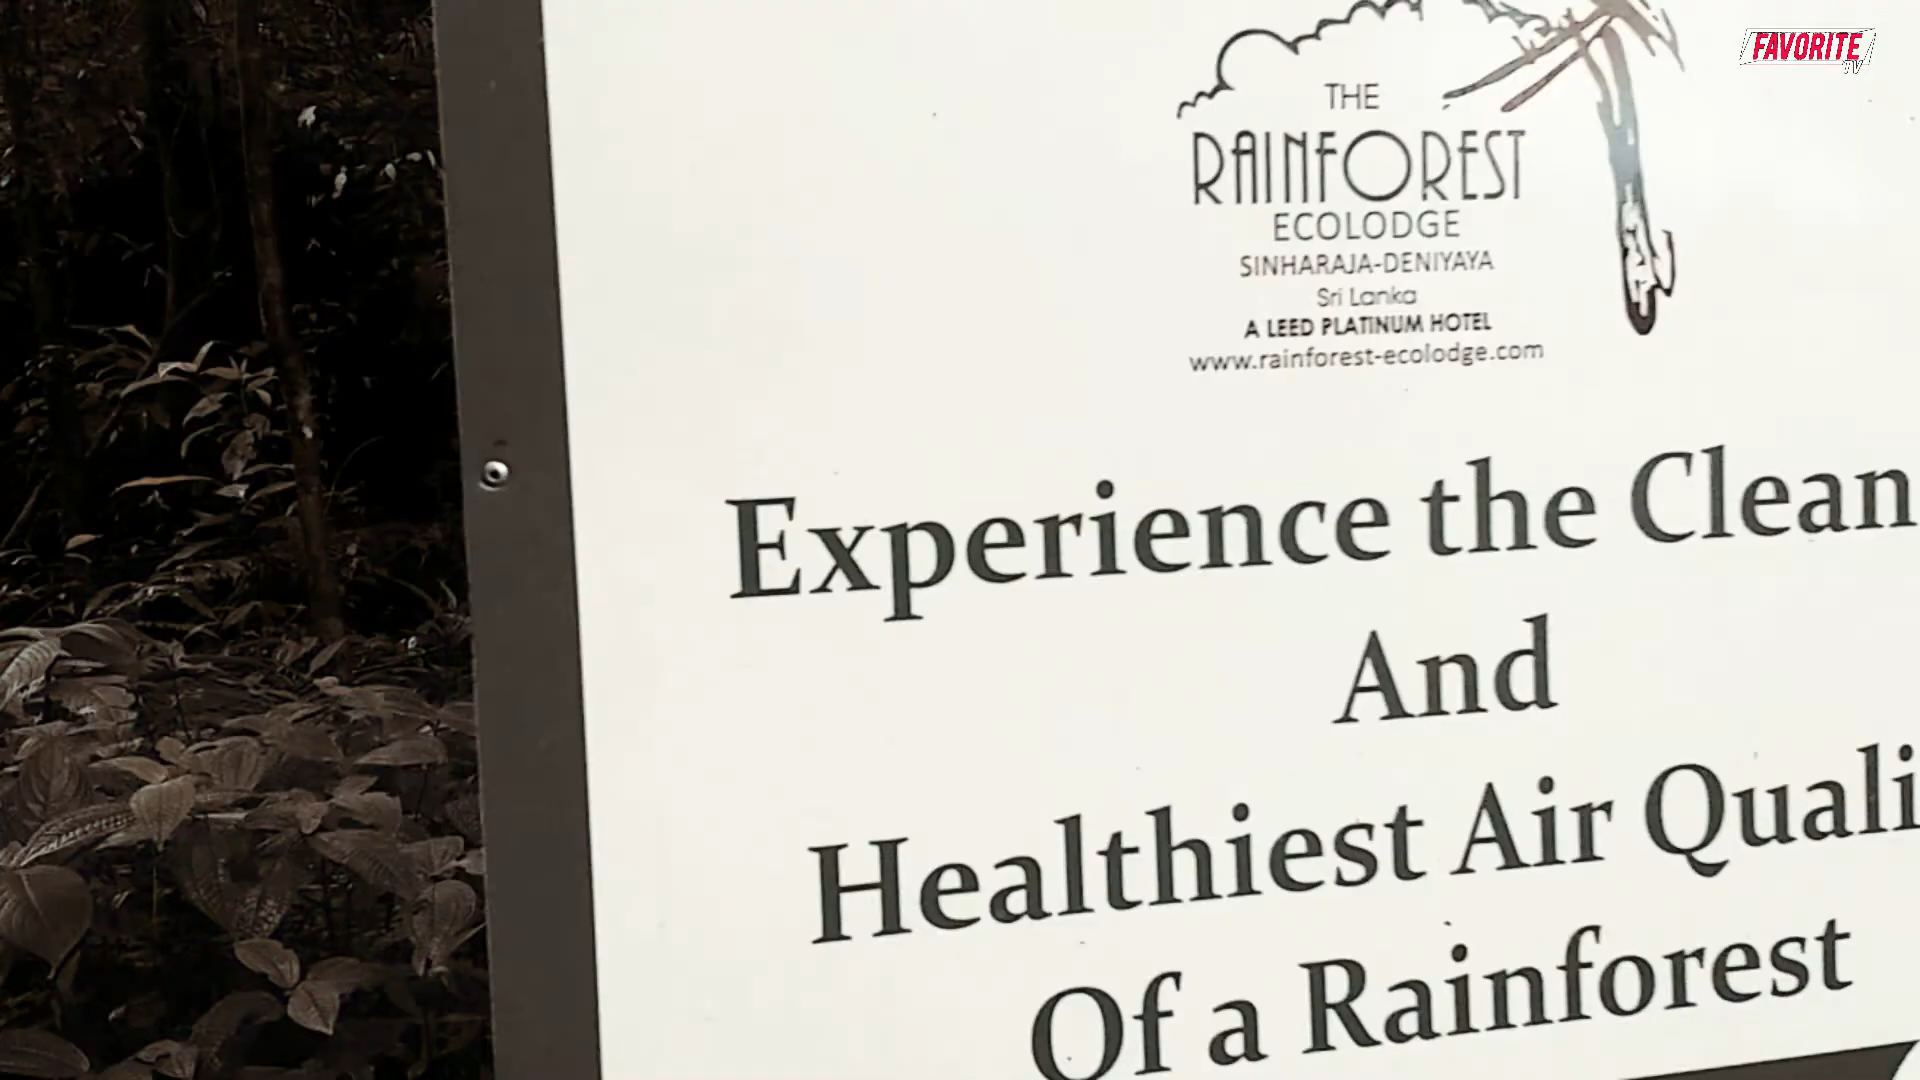 FAVORITE
TV
THE
RAINFOREST
ECOLODGE
SINHARAJA-DENIYAYA
Sri Lanka
A LEED PLATINUM HOTEL
www.rainforest-ecolodge.com
Experience the Clean
And
Healthiest Air Quali
Of a Rainforest